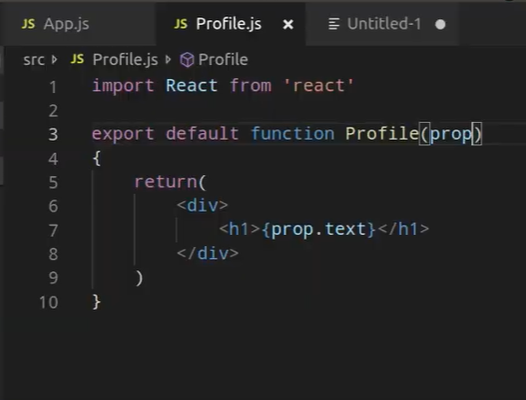 JS App.js JS Profile.js × Untitled-1
src JS Profile.js Profile
1 import React from 'react'
2
3 export default function Profile(prop)
4 {
5 return(
6 <div>
7 <h1>{prop.text}</h1>
8 </div>
9 )
10 }